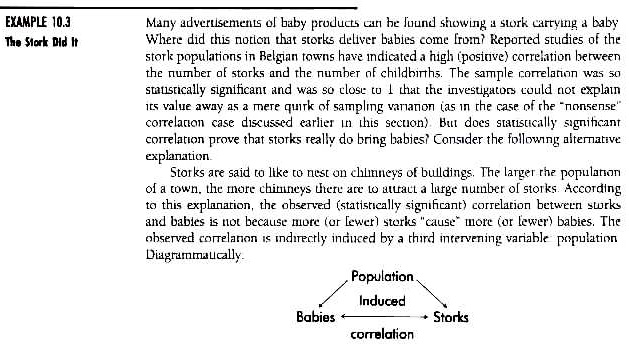 EXAMPLE 10.3
The Stork Did It
Many advertisements of baby products can be found showing a stork carrying a baby
Where did this notion that storks deliver babies come from? Reported studies of the
stork populations in Belgian towns have indicated a high (positive) correlation between
the number of storks and the number of childbirths. The sample correlation was so
statistically significant and was so close to 1 that the investigators could not explain
its value away as a mere quirk of sampling variation (as in the case of the "nonsense"
correlation case discussed earlier in this section). But does statistically significant
correlation prove that storks really do bring babies? Consider the following alternative
explanation.
Storks are said to like to nest on chimneys of buildings. The larger the population
of a town, the more chimneys there are to attract a large number of storks. According
to this explanation, the observed (statistically significant) correlation between storks
and babies is not because more (or fewer) storks "cause" more (or fewer) babies. The
observed correlation is indirectly induced by a third intervening variable: population
Diagrammatically:
Population
Induced
Babies Storks
correlation